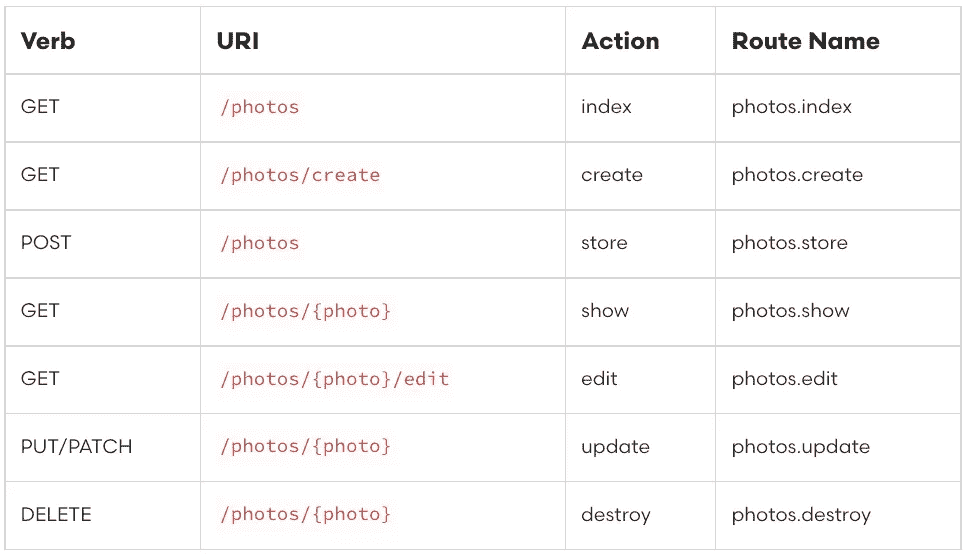 Verb URI Action Route Name
GET /photos index photos.index
GET /photos/create create photos.create
POST /photos store photos.store
GET /photos/{photo} show photos.show
GET /photos/{photo}/edit edit photos.edit
PUT/PATCH /photos/{photo} update photos.update
DELETE /photos/{photo} destroy photos.destroy